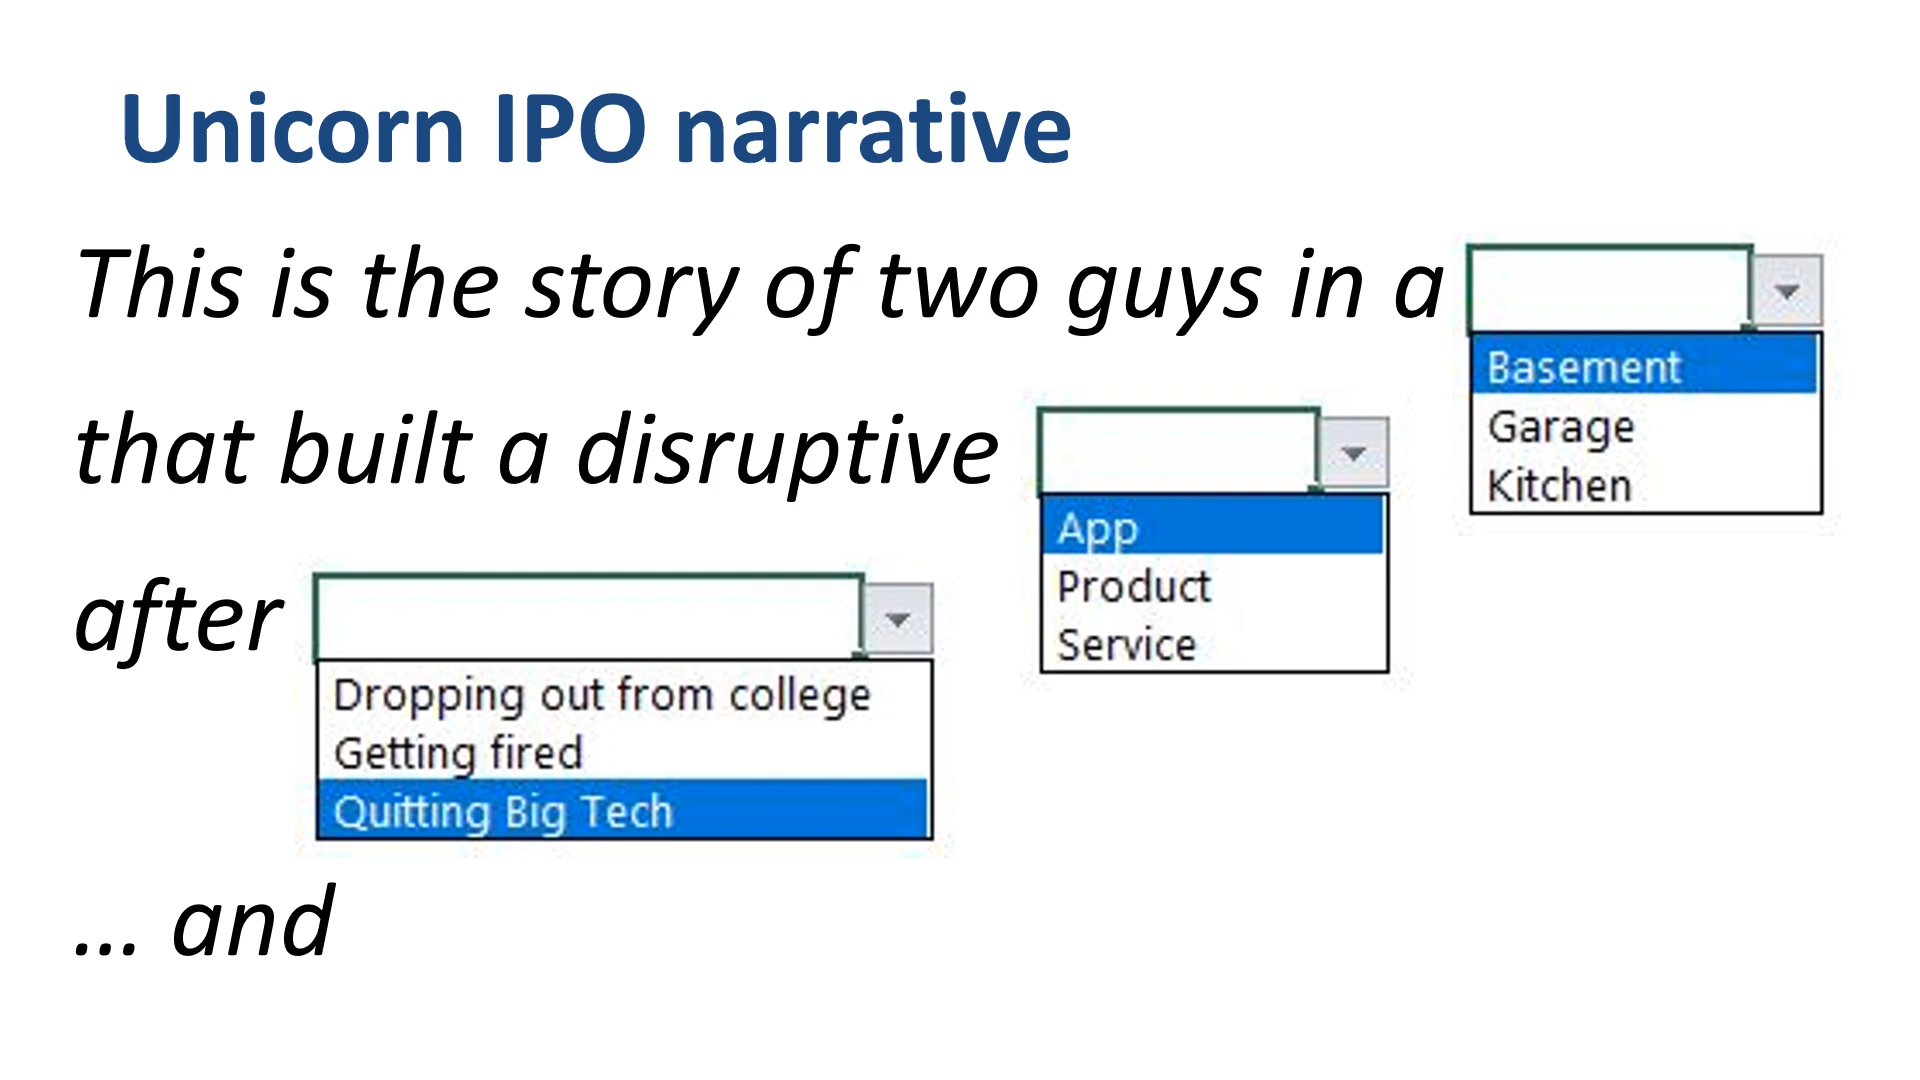 Unicorn IPO narrative
This is the story of two guys in a
Basement
Garage
Kitchen
that built a disruptive
App
Product
Service
after
Dropping out from college
Getting fired
Quitting Big Tech
... and